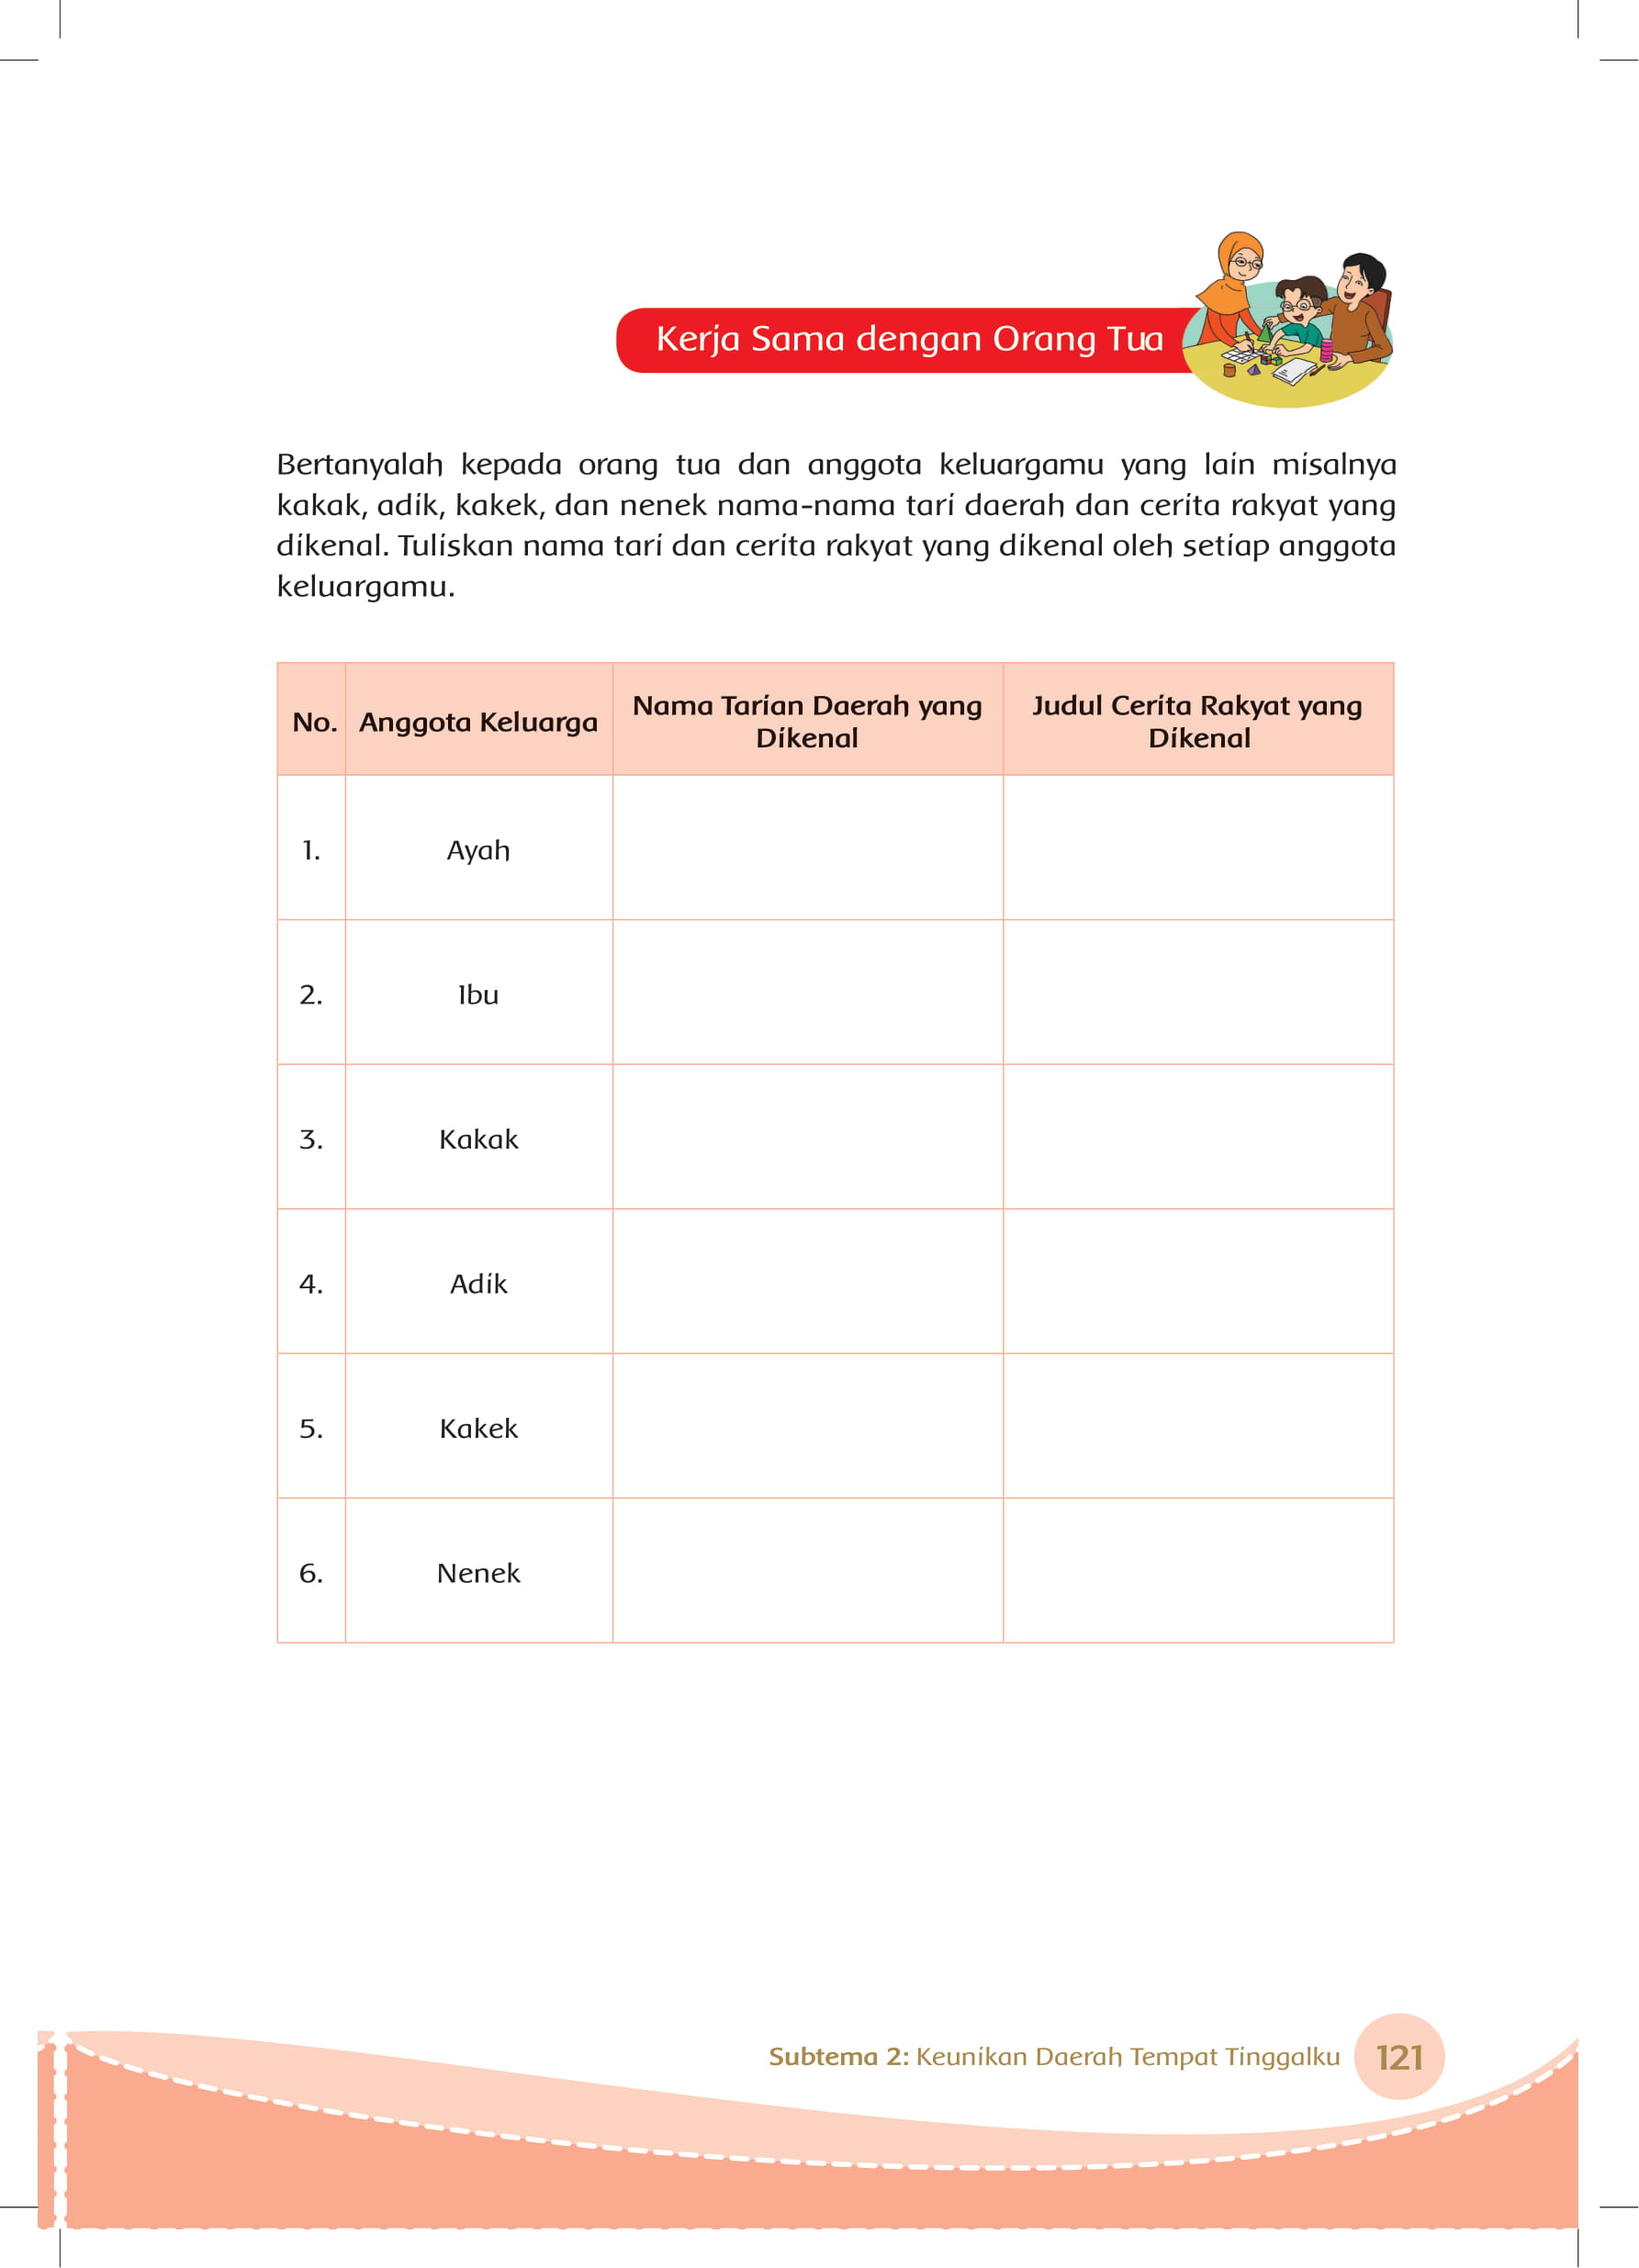 Kerja Sama dengan Orang Tua
Bertanyalah kepada orang tua dan anggota keluargamu yang lain misalnya
kakak, adik, kakek, dan nenek nama-nama tari daerah dan cerita rakyat yang
dikenal. Tuliskan nama tari dan cerita rakyat yang dikenal oleh setiap anggota
keluargamu.
No. Anggota Keluarga Nama Tarian Daerah yang Dikenal Judul Cerita Rakyat yang Dikenal
1. Ayah
2. Ibu
3. Kakak
4. Adik
5. Kakek
6. Nenek
Subtema 2: Keunikan Daerah Tempat Tinggalku 121